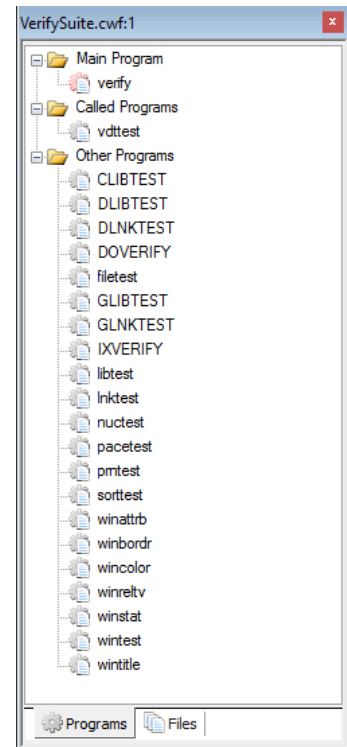 VerifySuite.cwf:1
Main Program
verify
Called Programs
vdttest
Other Programs
CLIBTEST
DLIBTEST
DLNKTEST
DOVERIFY
filetest
GLIBTEST
GLNKTEST
IXVERIFY
libtest
lnktest
nuctest
pacetest
prntest
sorttest
winattrb
winbordr
wincolor
winreltv
winstat
wintest
wintitle
Programs Files